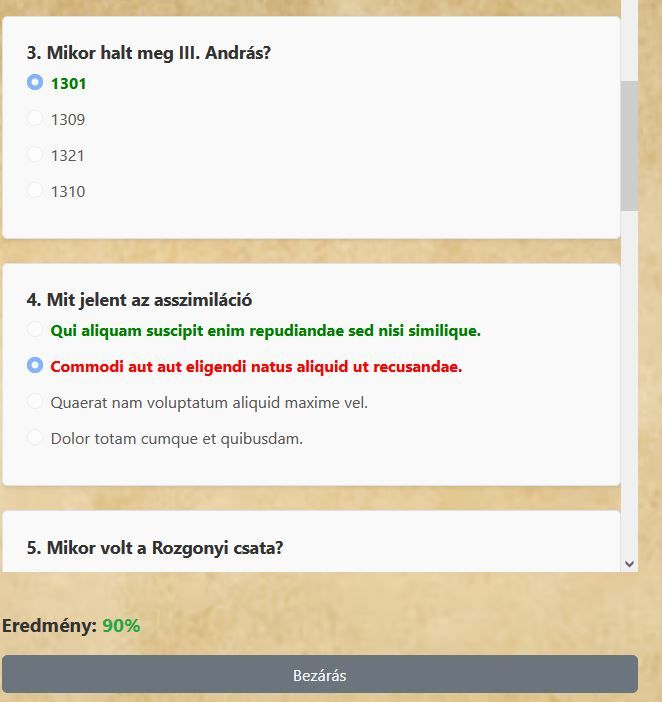 3. Mikor halt meg III. András?
1301
1309
1321
1310
4. Mit jelent az asszimiláció
Qui aliquam suscipit enim repudiandae sed nisi similique.
Commodi aut aut eligendi natus aliquid ut recusandae.
Quaerat nam voluptatum aliquid maxime vel.
Dolor totam cumque et quibusdam.
5. Mikor volt a Rozgonyi csata?
Eredmény: 90%
Bezárás